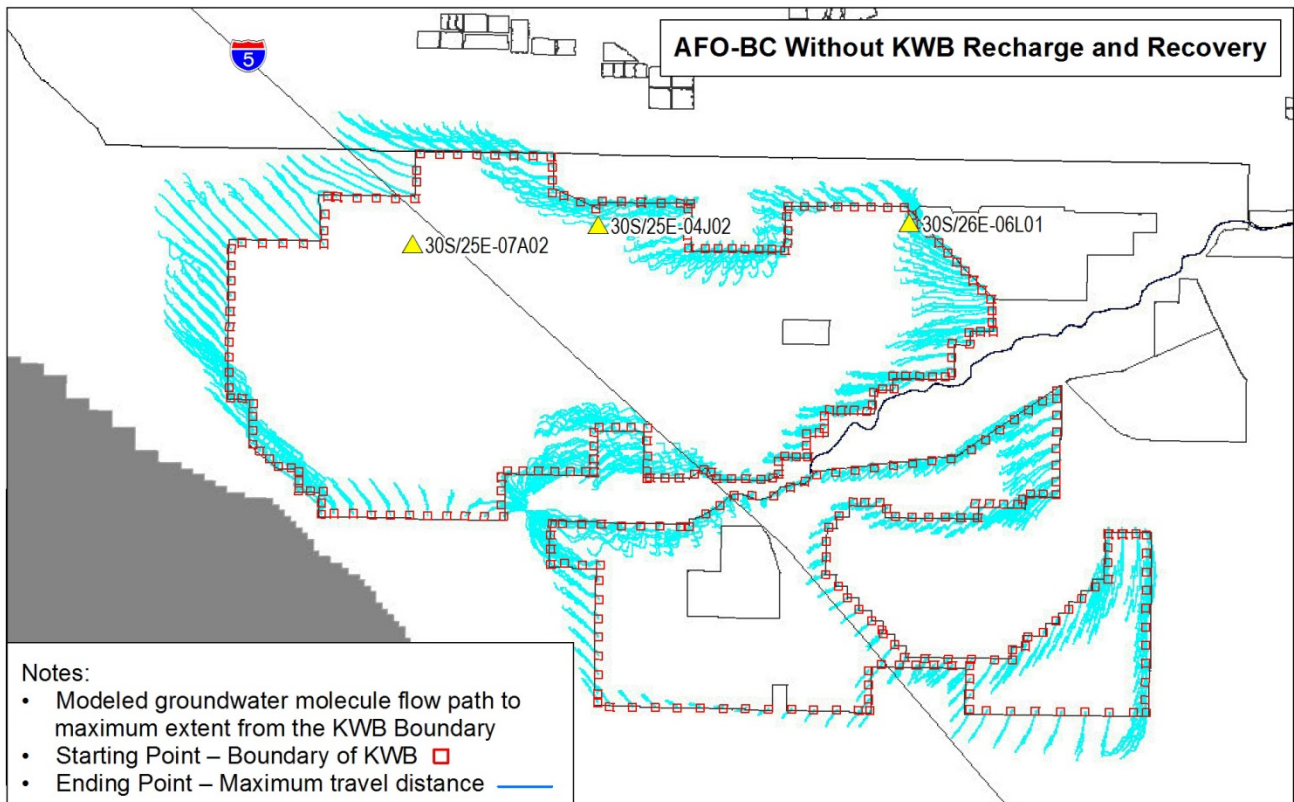 AFO-BC Without KWB Recharge and Recovery
5
30S/25E-04J02
30S/26E-06L01
30S/25E-07A02
Notes:
• Modeled groundwater molecule flow path to
maximum extent from the KWB Boundary
• Starting Point – Boundary of KWB
• Ending Point – Maximum travel distance